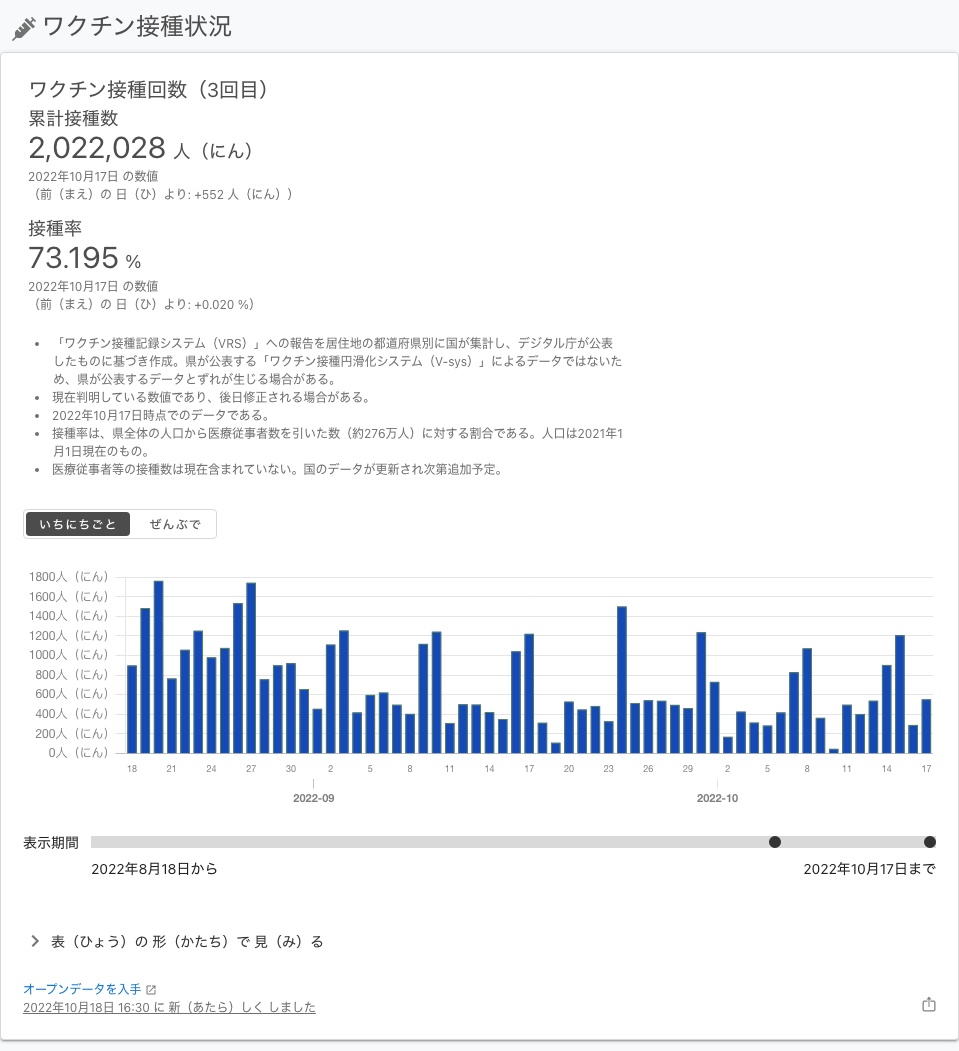 ワクチン接種状況
ワクチン接種回数（3回目）
累計接種数
2,022,028 人（にん）
2022年10月17日 の数値
（前（まえ）の 日（ひ）より: +552 人（にん））
接種率
73.195 %
2022年10月17日 の数値
（前（まえ）の 日（ひ）より: +0.020 %）
• 「ワクチン接種記録システム（VRS）」への報告を居住地の都道府県別に国が集計し、デジタル庁が公表
したものに基づき作成。県が公表する「ワクチン接種円滑化システム（V-sys）」によるデータではないた
め、県が公表するデータとずれが生じる場合がある。
• 現在判明している数値であり、後日修正される場合がある。
• 2022年10月17日時点でのデータである。
• 接種率は、県全体の人口から医療従事者数を引いた数（約276万人）に対する割合である。人口は2021年1
月1日現在のもの。
• 医療従事者等の接種数は現在含まれていない。国のデータが更新され次第追加予定。
いちにちごと ぜんぶで
1800人（にん）
1600人（にん）
1400人（にん）
1200人（にん）
1000人（にん）
800人（にん）
600人（にん）
400人（にん）
200人（にん）
0人（にん）
18 21 24 27 30 2 5 8 11 14 17 20 23 26 29 2 5 8 11 14 17
2022-09 2022-10
表示期間
2022年8月18日から 2022年10月17日まで
表（ひょう）の 形（かたち）で 見（み）る
オープンデータを入手
2022年10月18日 16:30 に 新（あたら）しく しました